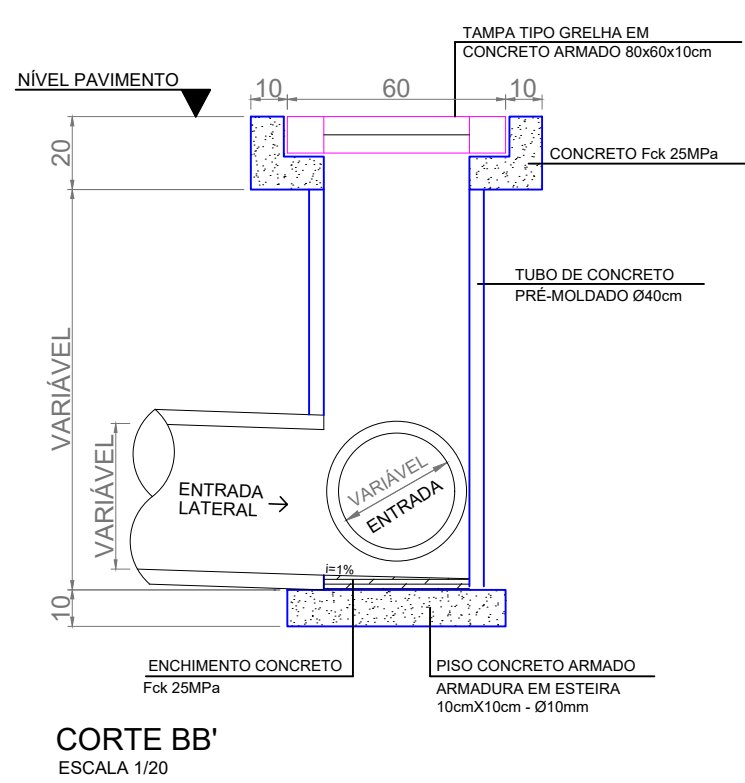 TAMPA TIPO GRELHA EM
CONCRETO ARMADO 80x60x10cm
NÍVEL PAVIMENTO
10
60
10
20
CONCRETO Fck 25MPa
TUBO DE CONCRETO
PRÉ-MOLDADO Ø40cm
VARIÁVEL
VARIÁVEL
ENTRADA
LATERAL
VARIÁVEL
ENTRADA
i=1%
10
ENCHIMENTO CONCRETO
Fck 25MPa
PISO CONCRETO ARMADO
ARMADURA EM ESTEIRA
10cmX10cm - Ø10mm
CORTE BB'
ESCALA 1/20